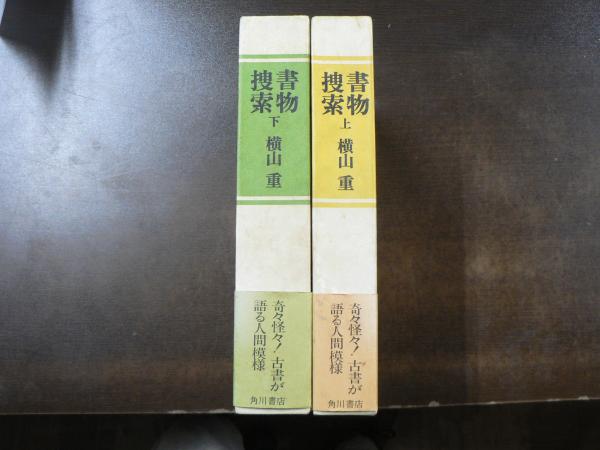 書物
捜索
上
横山 重
奇々怪々！古書が
語る人間模様
角川書店
書物
捜索
下
横山 重
奇々怪々！古書が
語る人間模様
角川書店